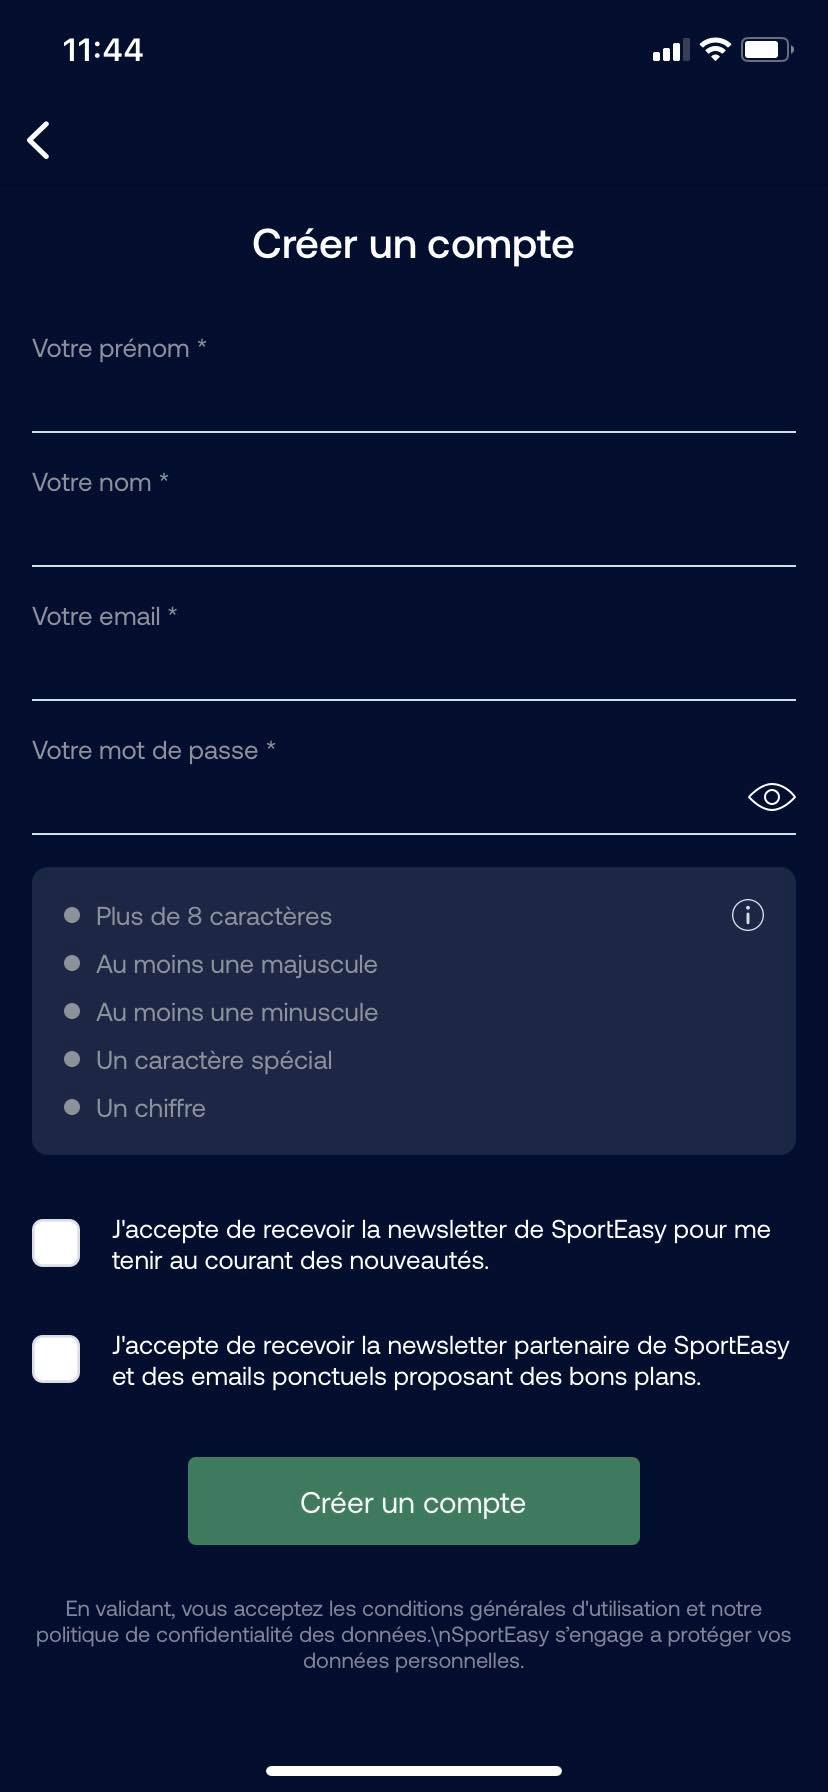 11:44
Créer un compte
Votre prénom *
Votre nom *
Votre email *
Votre mot de passe *
Plus de 8 caractères
Au moins une majuscule
Au moins une minuscule
Un caractère spécial
Un chiffre
J'accepte de recevoir la newsletter de SportEasy pour me
tenir au courant des nouveautés.
J'accepte de recevoir la newsletter partenaire de SportEasy
et des emails ponctuels proposant des bons plans.
Créer un compte
En validant, vous acceptez les conditions générales d'utilisation et notre
politique de confidentialité des données.\nSportEasy s’engage a protéger vos
données personnelles.